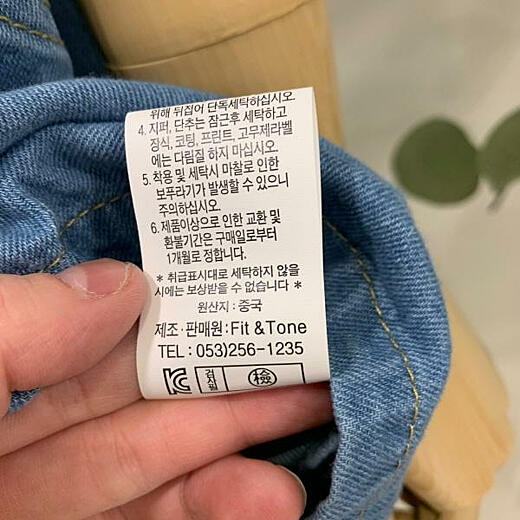 위해 뒤집어 단독세탁하십시오.
4. 지퍼, 단추는 잠근후 세탁하고
장식, 코팅, 프린트, 고무제라벨
에는 다림질 하지 마십시오.
5. 착용 및 세탁시 마찰로 인한
보푸라기가 발생할 수 있으니
주의하십시오.
6. 제품이상으로 인한 교환 및
환불기간은 구매일로부터
1개월로 정합니다.
* 취급표시대로 세탁하지 않을
시에는 보상받을 수 없습니다 *
원산지 : 중국
제조 · 판매원 : Fit & Tone
TEL : 053)256-1235
검사필 檢